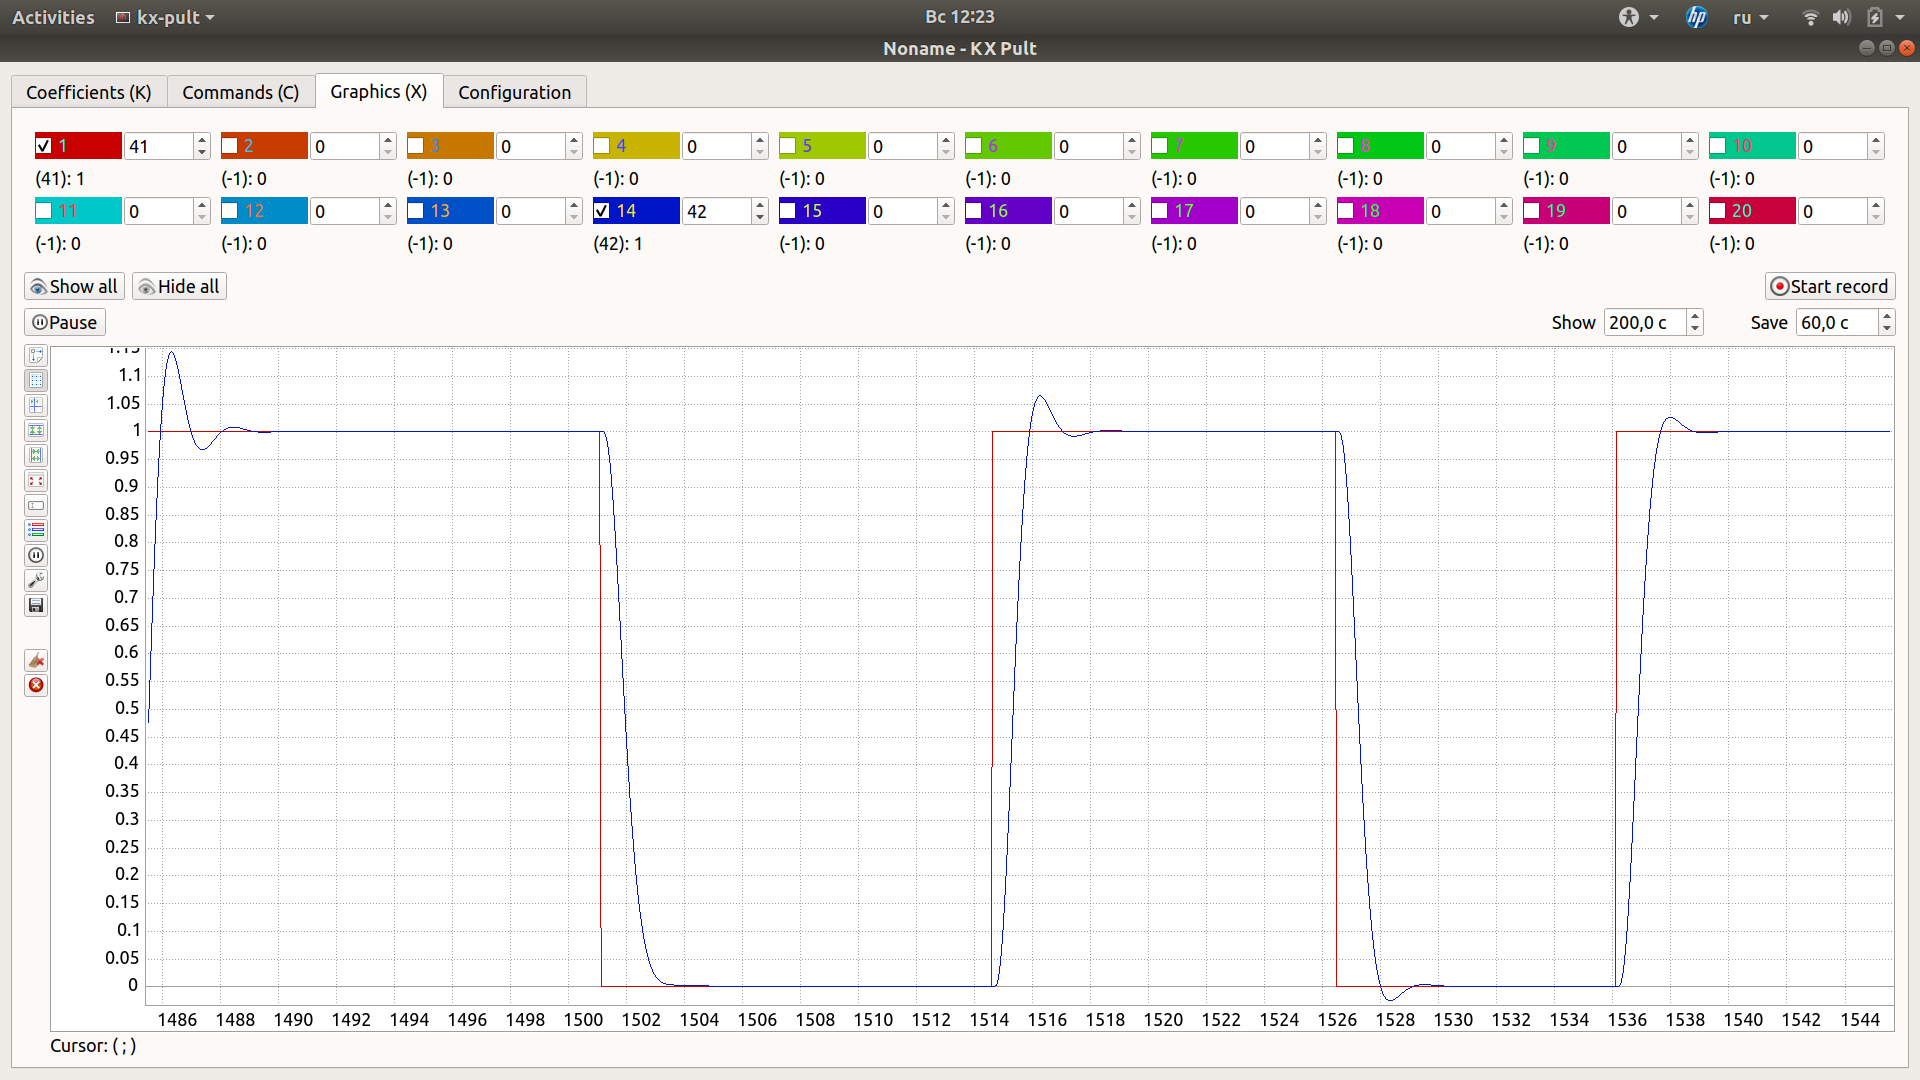 Activities kx-pult Вс 12:23 ru
Noname - KX Pult
Coefficients (K) Commands (C) Graphics (X) Configuration
1 41 2 0 3 0 4 0 5 0 6 0 7 0 8 0 9 0 10 0
(41): 1 (-1): 0 (-1): 0 (-1): 0 (-1): 0 (-1): 0 (-1): 0 (-1): 0 (-1): 0 (-1): 0
11 0 12 0 13 0 14 42 15 0 16 0 17 0 18 0 19 0 20 0
(-1): 0 (-1): 0 (-1): 0 (42): 1 (-1): 0 (-1): 0 (-1): 0 (-1): 0 (-1): 0 (-1): 0
Show all Hide all Start record
Pause Show 200,0 с Save 60,0 с
1.15
1.1
1.05
1
0.95
0.9
0.85
0.8
0.75
0.7
0.65
0.6
0.55
0.5
0.45
0.4
0.35
0.3
0.25
0.2
0.15
0.1
0.05
0
1486 1488 1490 1492 1494 1496 1498 1500 1502 1504 1506 1508 1510 1512 1514 1516 1518 1520 1522 1524 1526 1528 1530 1532 1534 1536 1538 1540 1542 1544
Cursor: ( ; )